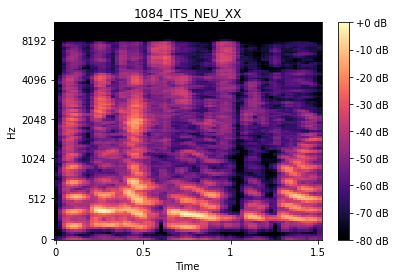 1084_ITS_NEU_XX
Hz
8192
4096
2048
1024
512
0
0
0.5
1
1.5
Time
+0 dB
-10 dB
-20 dB
-30 dB
-40 dB
-50 dB
-60 dB
-70 dB
-80 dB